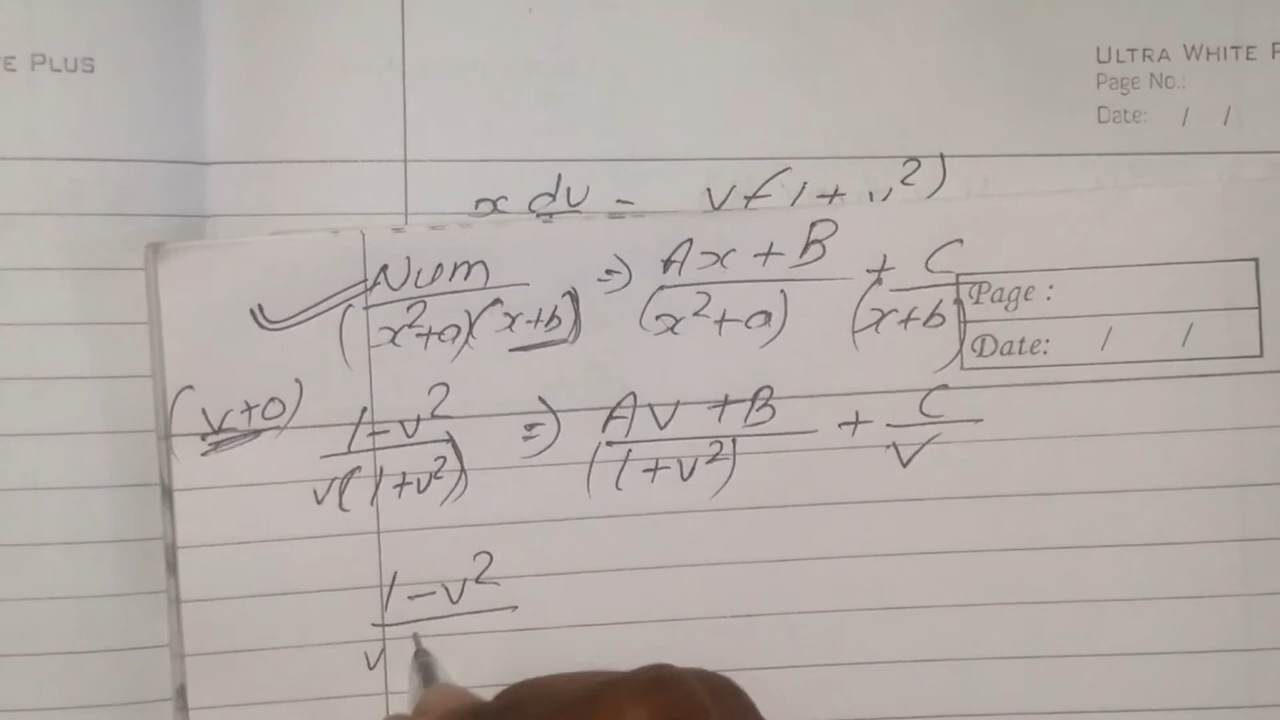 E PLUS
ULTRA WHITE P
Page No.:
Date: / /
x dv = v(1+v²)
Num/(x²+a)(x+b) ⇒ Ax+B/(x²+a) + C/(x+b)
Page :
Date: / /
(v+0) 1-v²/v(1+v²) ⇒ Av+B/(1+v²) + C/v
1-v²/v